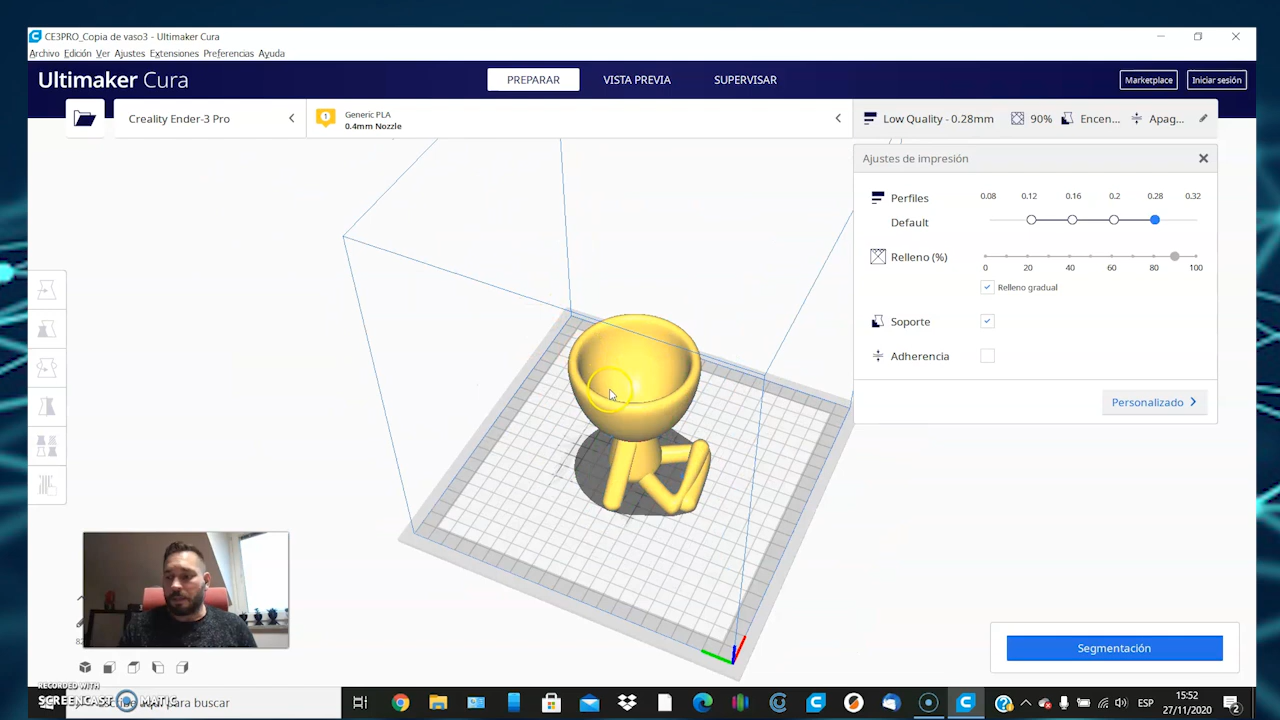 CE3PRO_Copia de vaso3 - Ultimaker Cura
Archivo Edición Ver Ajustes Extensiones Preferencias Ayuda
Ultimaker Cura
PREPARAR
VISTA PREVIA
SUPERVISAR
Marketplace
Iniciar sesión
Creality Ender-3 Pro
Generic PLA
0.4mm Nozzle
Low Quality - 0.28mm
90%
Encen...
Apag...
Ajustes de impresión
Perfiles
0.08 0.12 0.16 0.2 0.28 0.32
Default
Relleno (%)
0 20 40 60 80 100
Relleno gradual
Soporte
Adherencia
Personalizado
Segmentación
RECORDED WITH
SCREENCAST MATIC
para buscar
ESP
15:52
27/11/2020
2